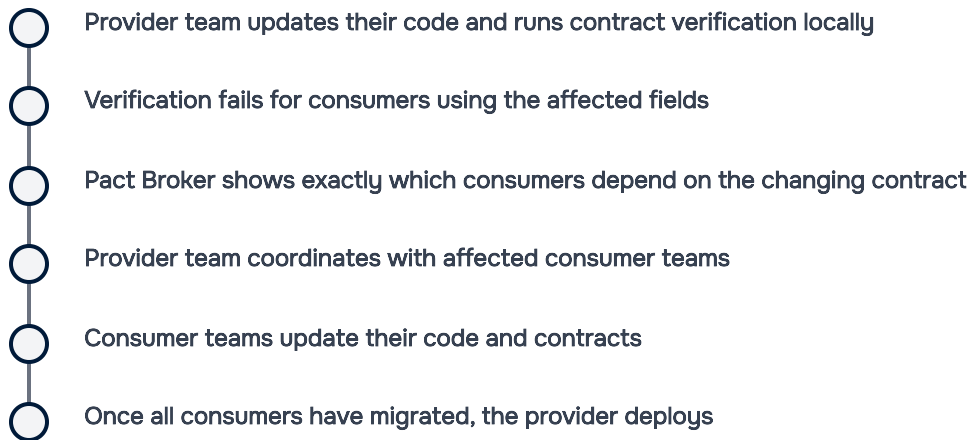 Provider team updates their code and runs contract verification locally
Verification fails for consumers using the affected fields
Pact Broker shows exactly which consumers depend on the changing contract
Provider team coordinates with affected consumer teams
Consumer teams update their code and contracts
Once all consumers have migrated, the provider deploys